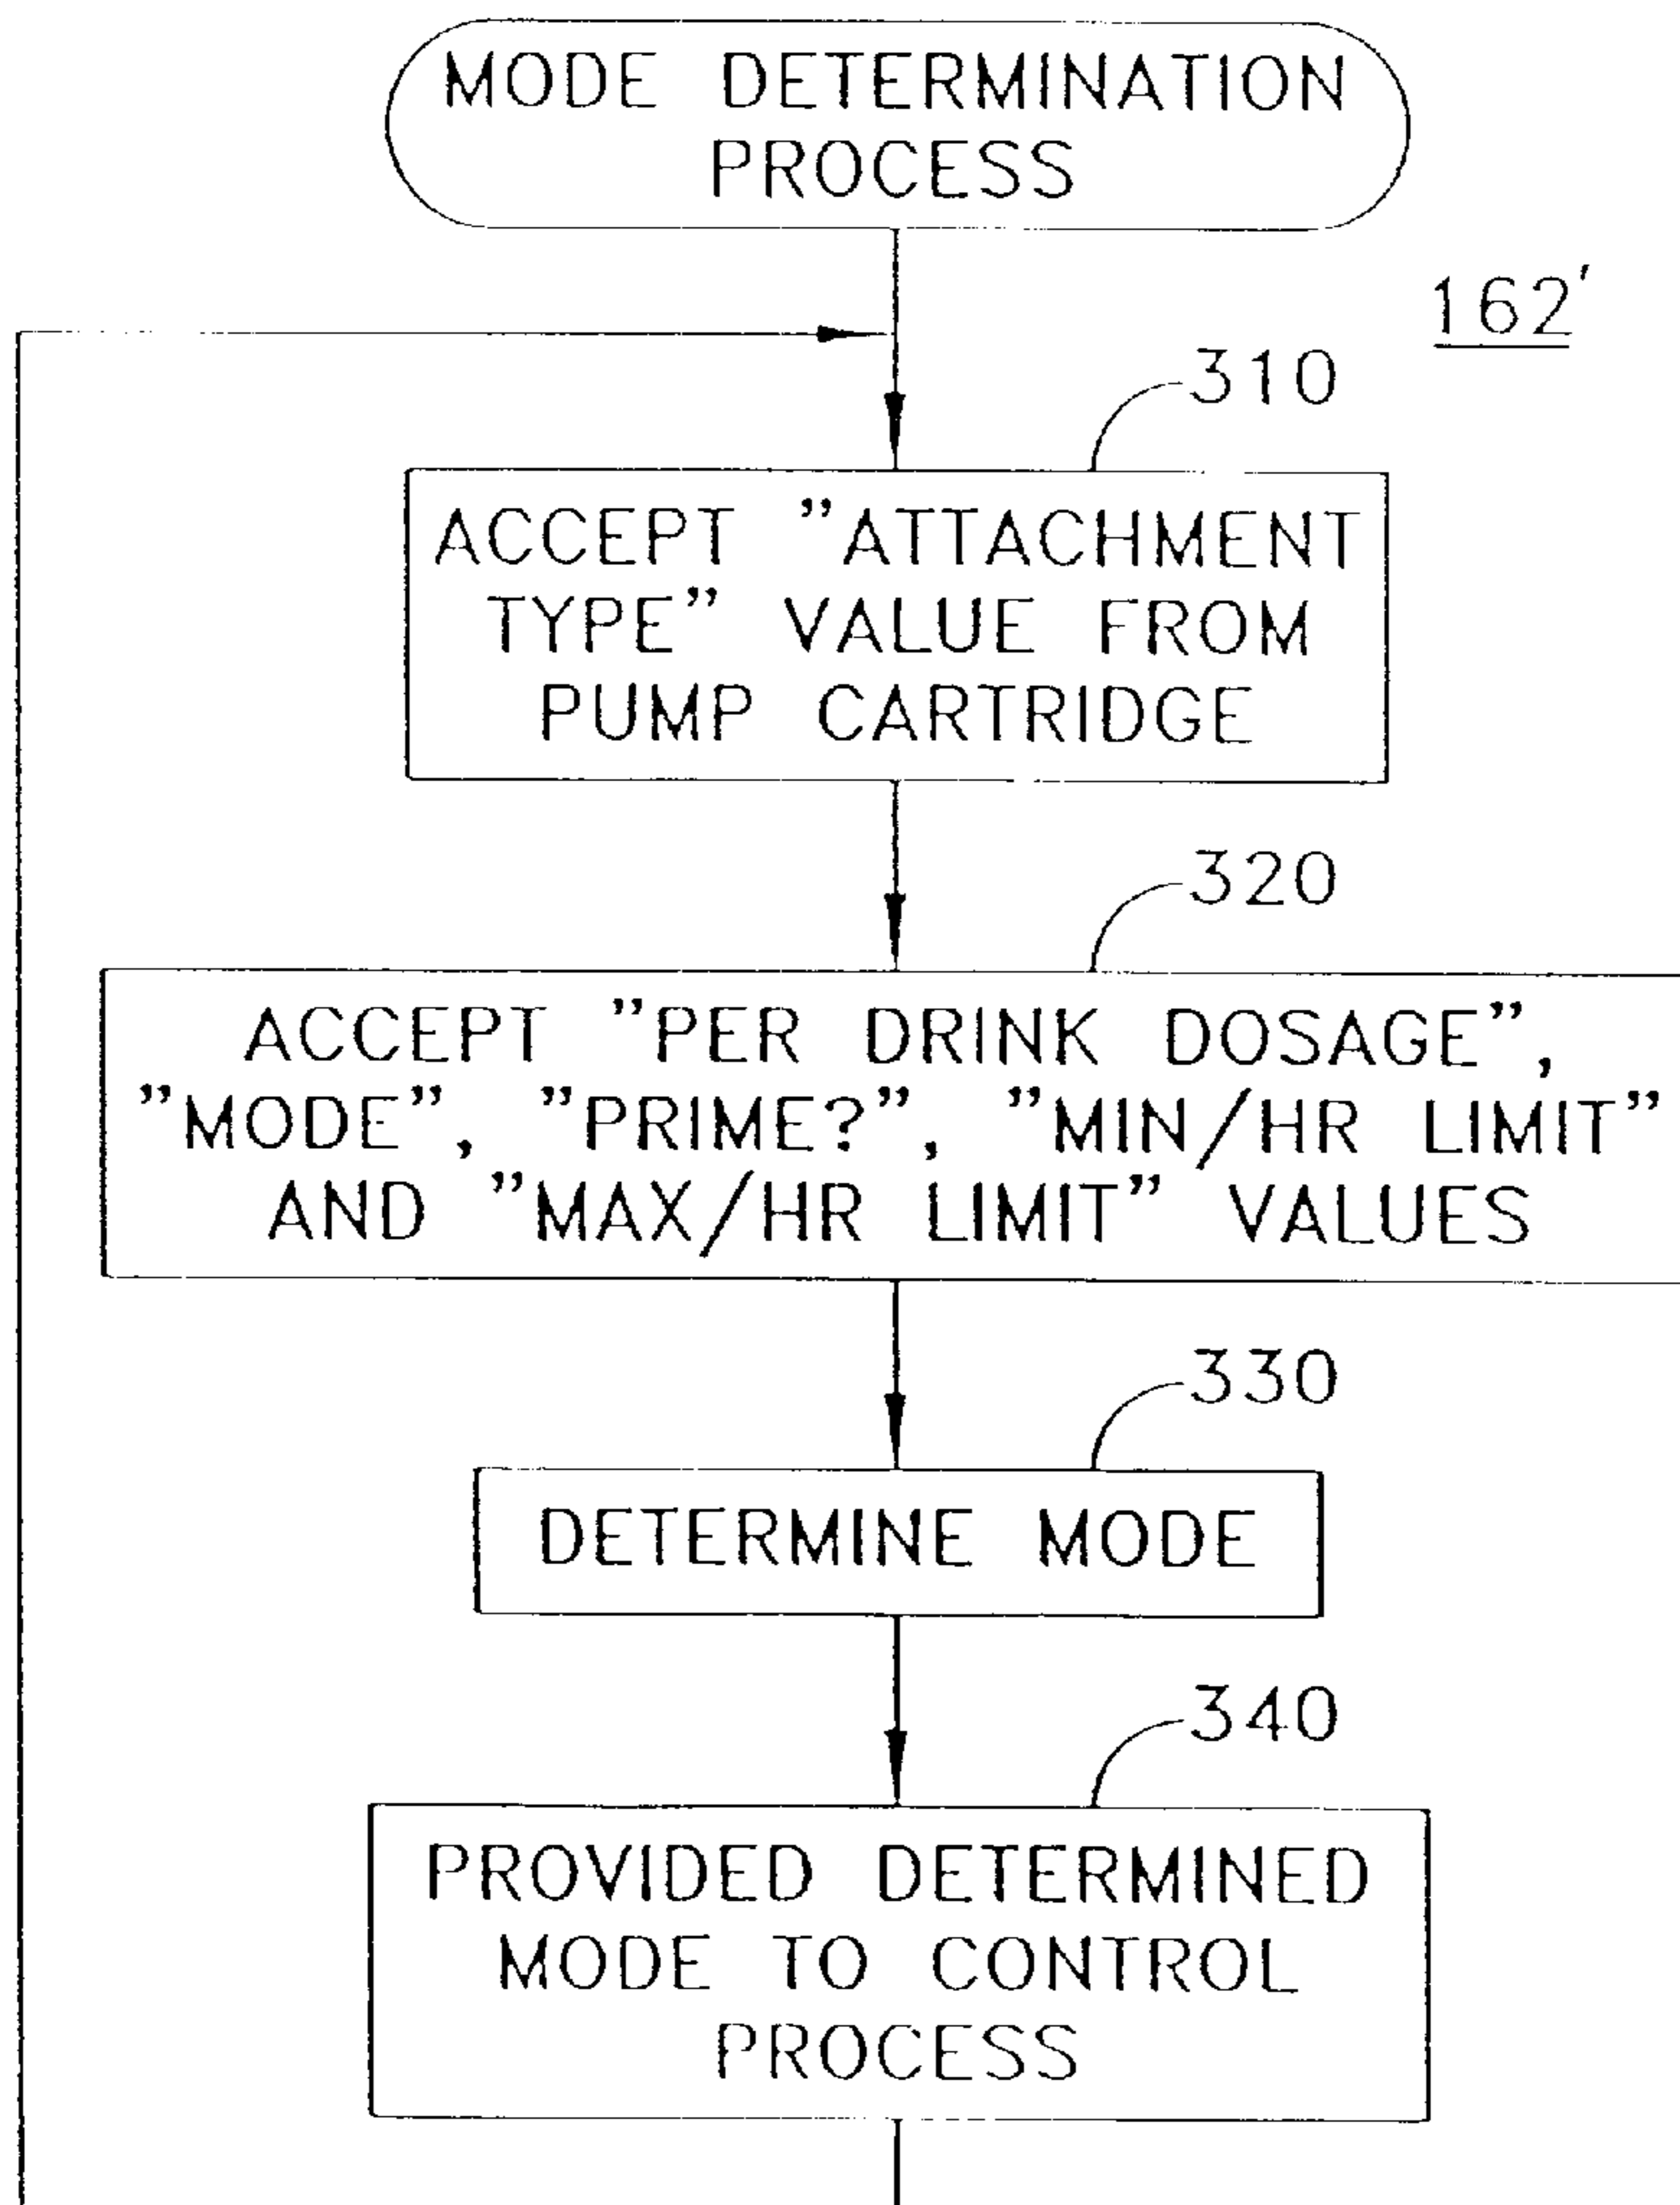 MODE DETERMINATION
PROCESS
162'
310
ACCEPT "ATTACHMENT
TYPE" VALUE FROM
PUMP CARTRIDGE
320
ACCEPT "PER DRINK DOSAGE",
"MODE", "PRIME?", "MIN/HR LIMIT"
AND "MAX/HR LIMIT" VALUES
330
DETERMINE MODE
340
PROVIDED DETERMINED
MODE TO CONTROL
PROCESS